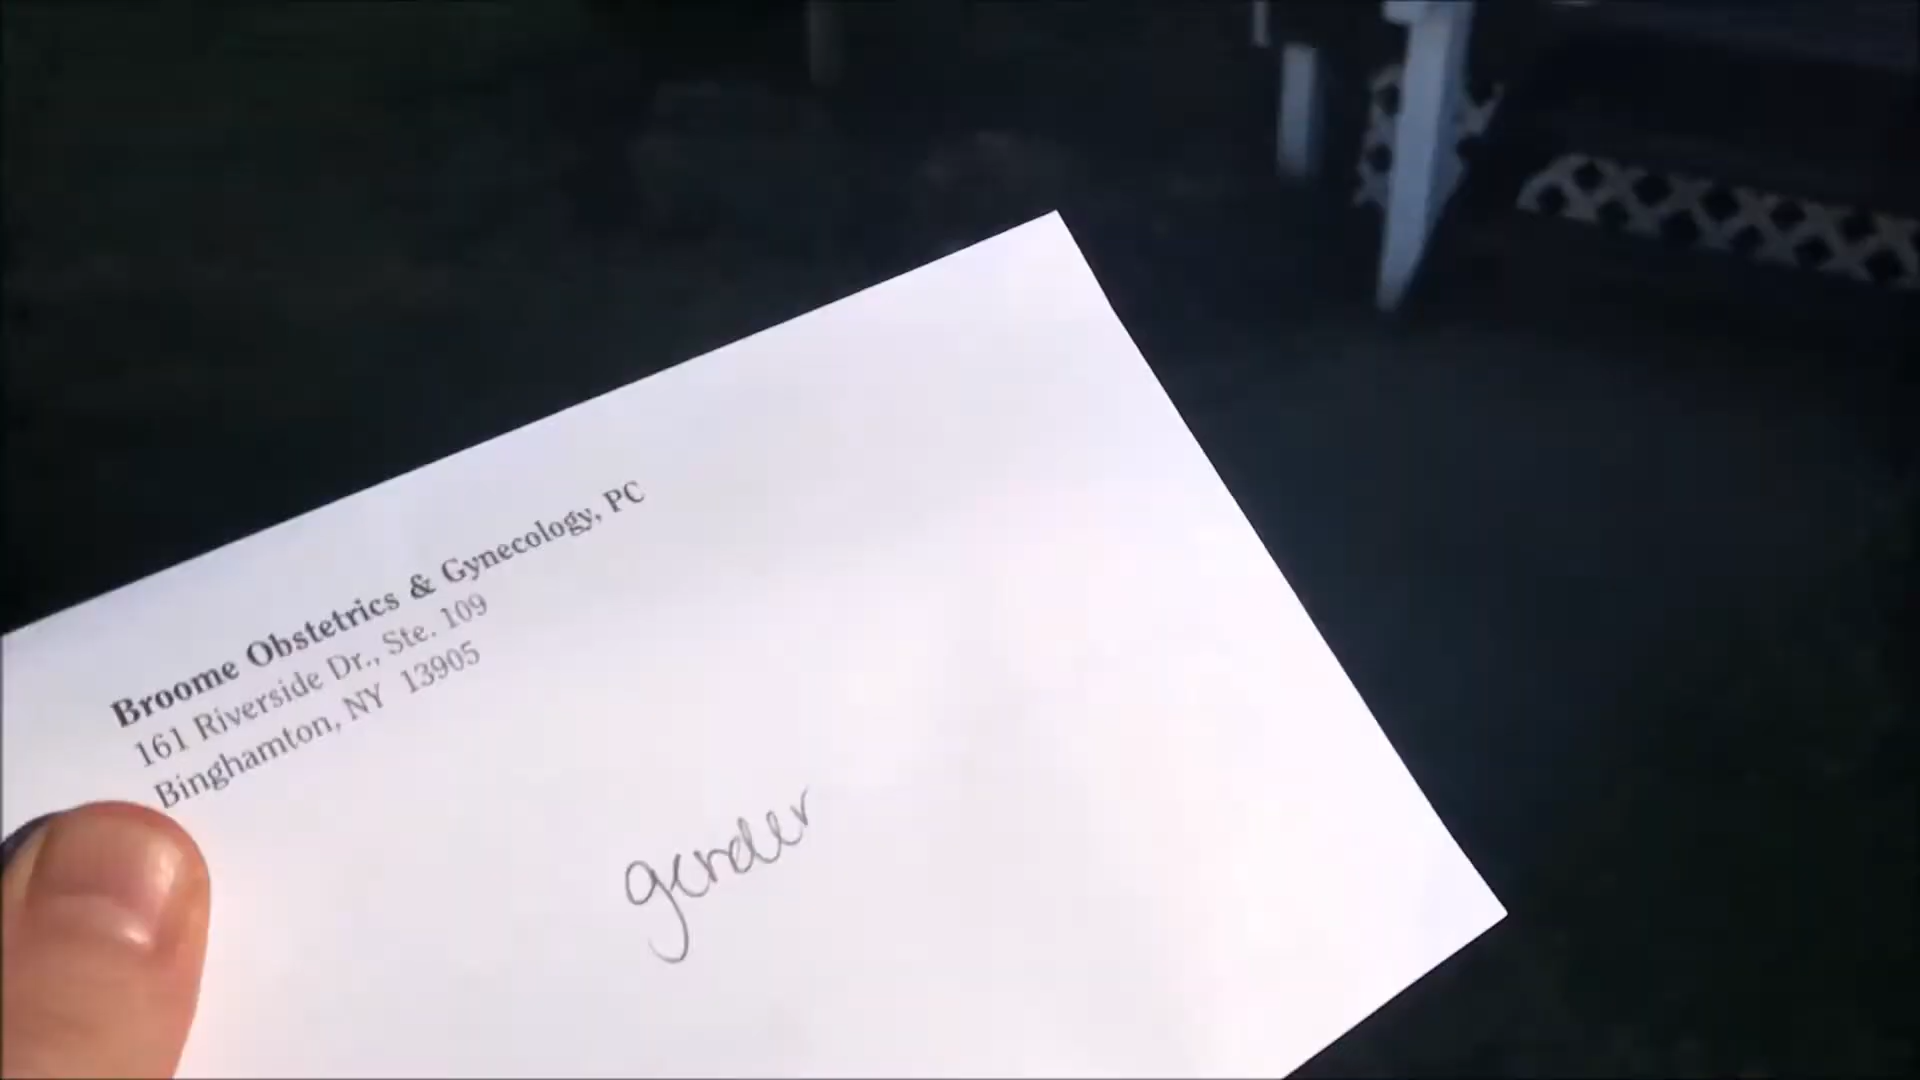 Broome Obstetrics & Gynecology, PC
161 Riverside Dr., Ste. 109
Binghamton, NY 13905
gender